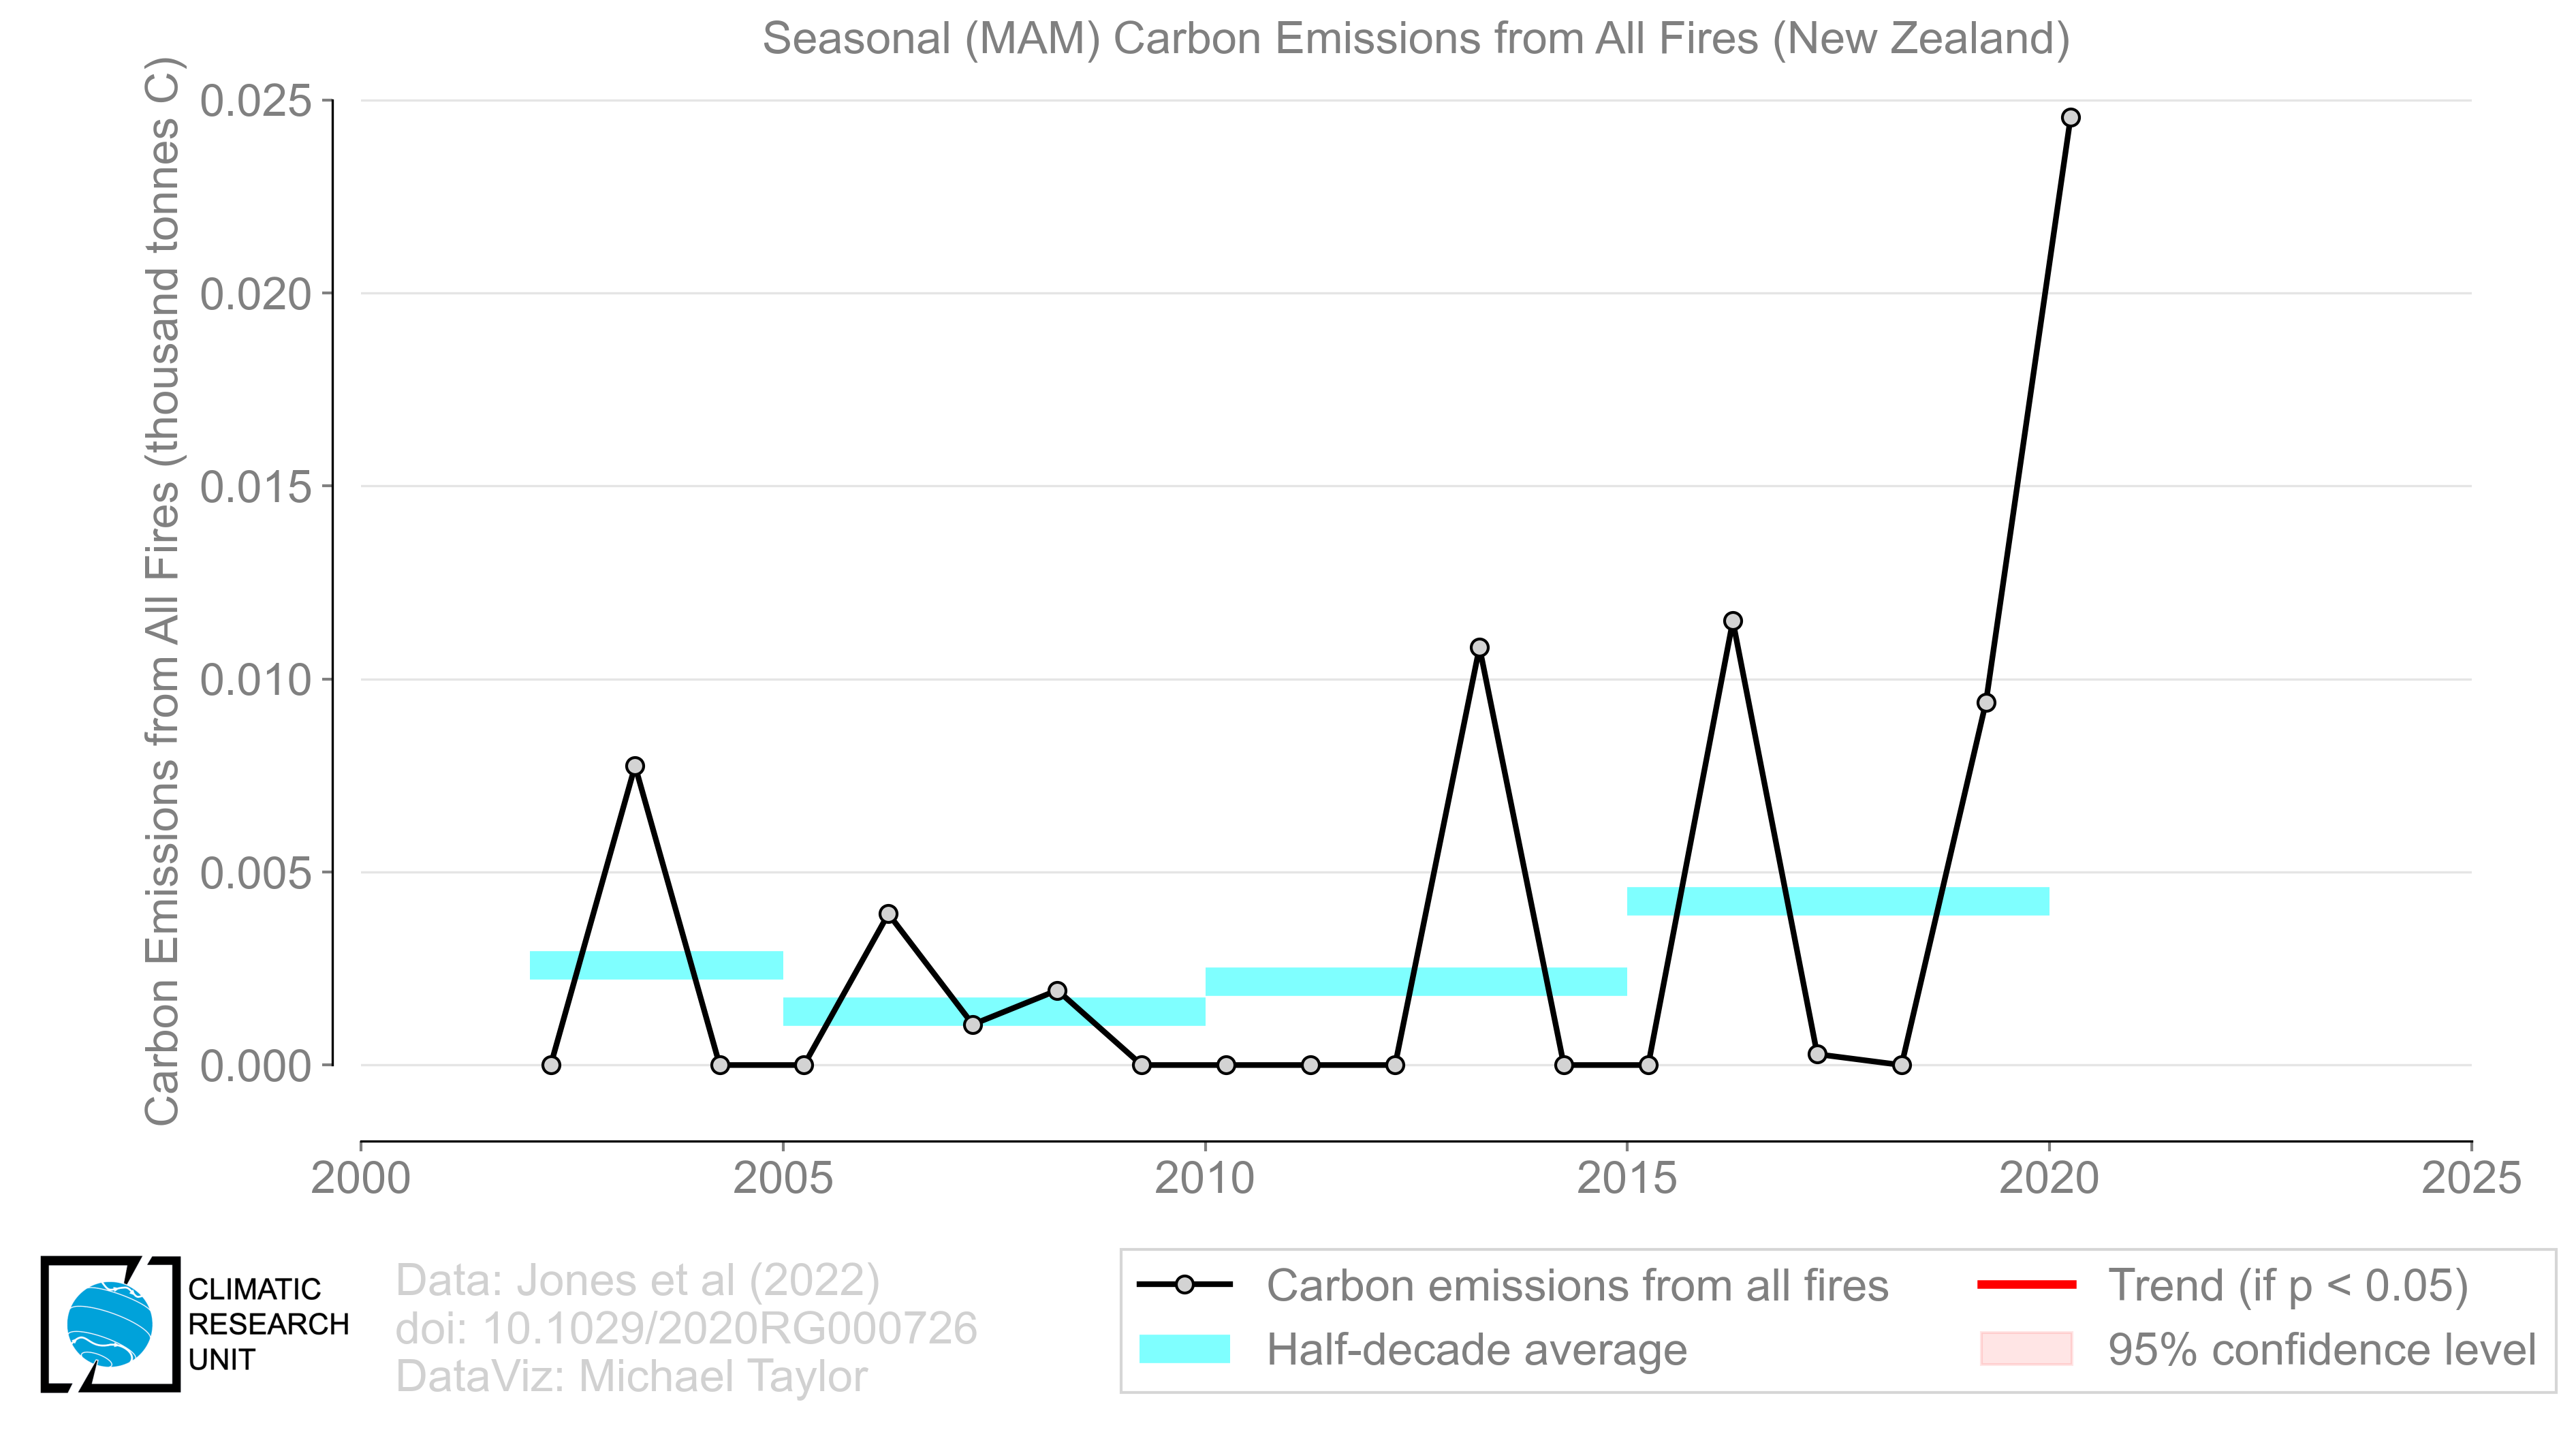 Seasonal (MAM) Carbon Emissions from All Fires (New Zealand)
Carbon Emissions from All Fires (thousand tonnes C)
0.025
0.020
0.015
0.010
0.005
0.000
2000 2005 2010 2015 2020 2025
CLIMATIC
RESEARCH
UNIT
Data: Jones et al (2022)
doi: 10.1029/2020RG000726
DataViz: Michael Taylor
Carbon emissions from all fires
Half-decade average
Trend (if p < 0.05)
95% confidence level